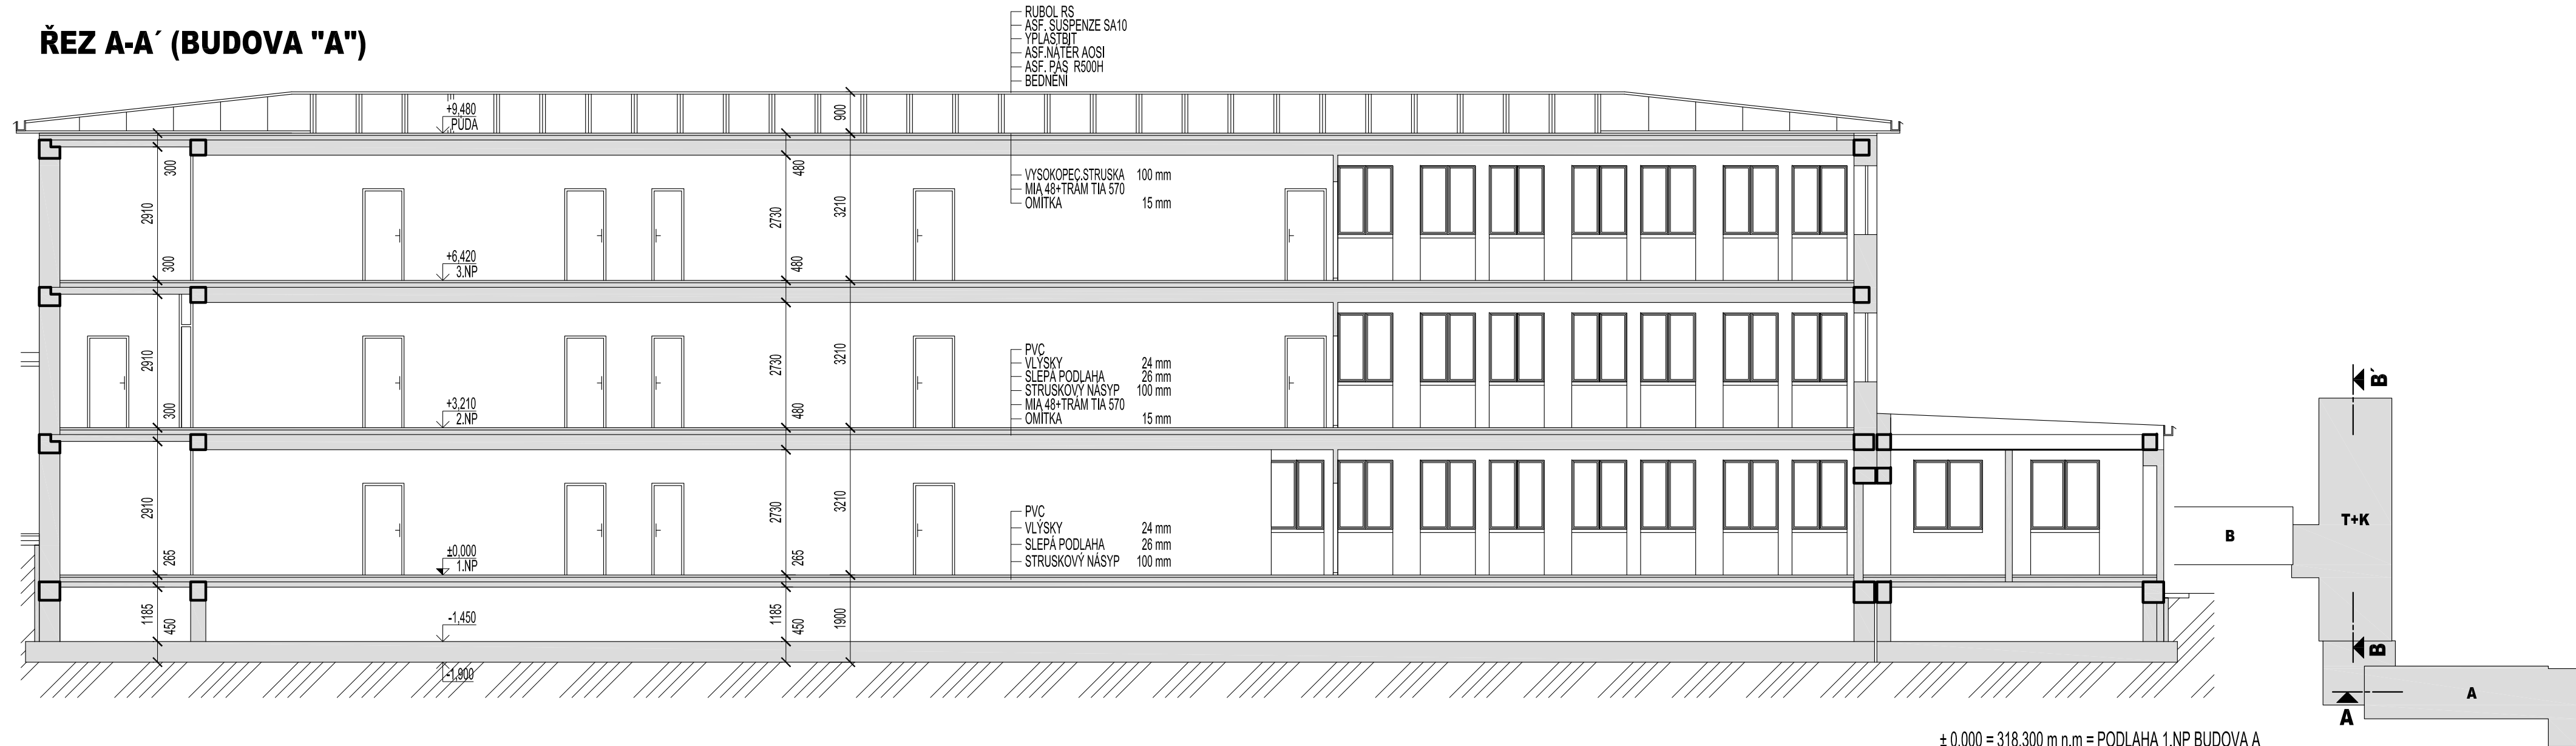 ŘEZ A-A´ (BUDOVA "A")
RUBOL RS
ASF. SUSPENZE SA10
YPLASTBIT
ASF.NÁTĚR AOSI
ASF. PÁS R500H
BEDNĚNÍ
+9,480
PŮDA
900
300
480
VYSOKOPEC.STRUSKA 100 mm
MIA 48+TRÁM TIA 570
OMÍTKA 15 mm
2910
2730
3210
+6,420
3.NP
300
480
2910
2730
3210
PVC
VLÝSKY 24 mm
SLEPÁ PODLAHA 26 mm
STRUSKOVÝ NÁSYP 100 mm
MIA 48+TRÁM TIA 570
OMÍTKA 15 mm
+3,210
2.NP
300
480
B´
2910
2730
3210
PVC
VLÝSKY 24 mm
SLEPÁ PODLAHA 26 mm
STRUSKOVÝ NÁSYP 100 mm
±0,000
1.NP
265
265
T+K
B
1185
450
-1,450
1185
450
1900
B
-1,900
A
A
± 0,000 = 318,300 m n.m = PODLAHA 1.NP BUDOVA A